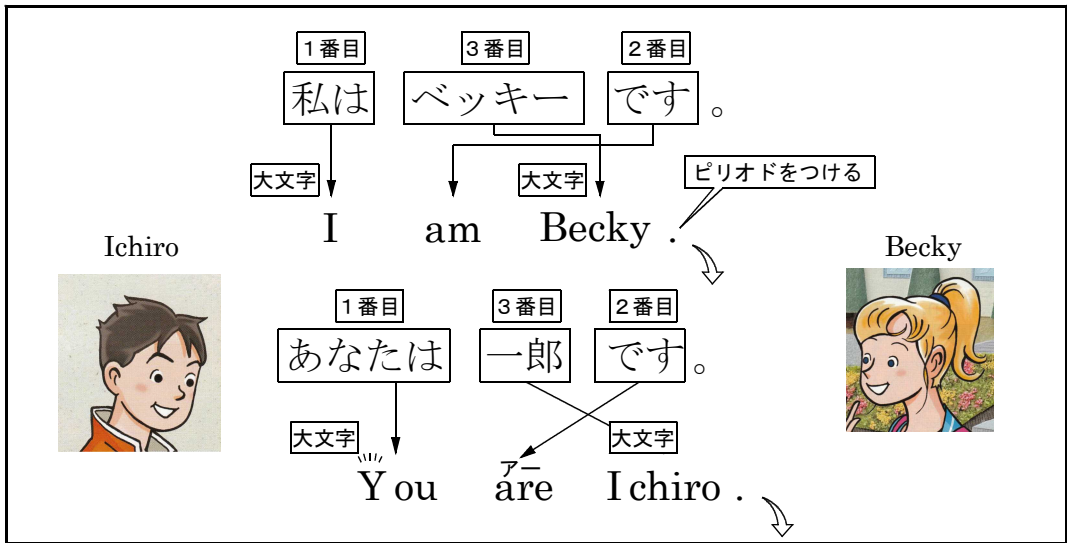 1番目 3番目 2番目
私は ベッキー です 。
大文字 大文字 ピリオドをつける
I am Becky .
Ichiro Becky
1番目 3番目 2番目
あなたは 一郎 です 。
大文字 大文字
アー
You are Ichiro .